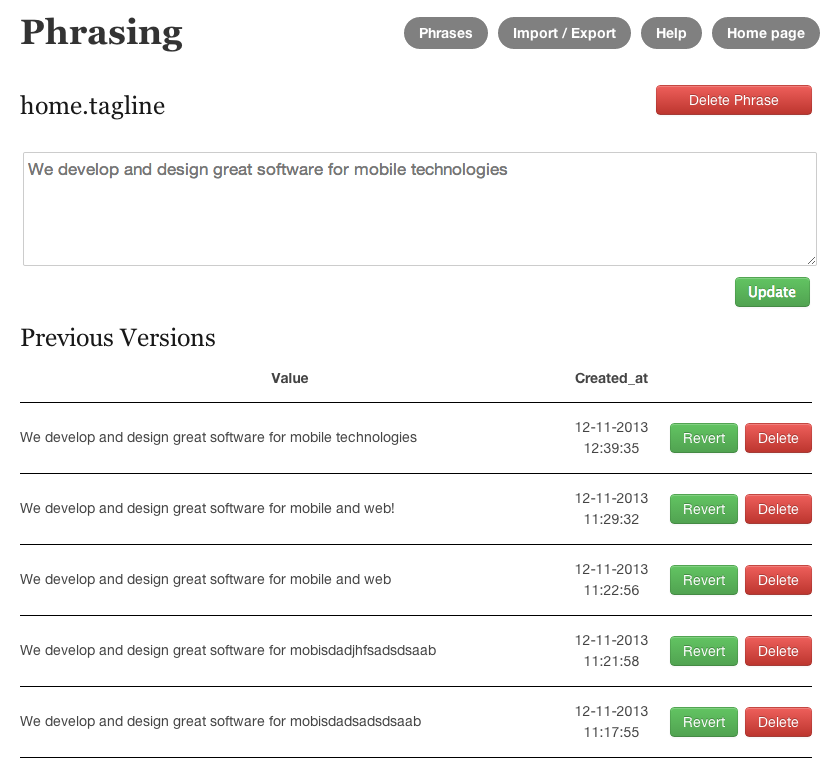 Phrasing
Phrases Import / Export Help Home page
home.tagline
Delete Phrase
We develop and design great software for mobile technologies
Update
Previous Versions
Value Created_at
We develop and design great software for mobile technologies 12-11-2013
12:39:35 Revert Delete
We develop and design great software for mobile and web! 12-11-2013
11:29:32 Revert Delete
We develop and design great software for mobile and web 12-11-2013
11:22:56 Revert Delete
We develop and design great software for mobisdadjhfsadsdsaab 12-11-2013
11:21:58 Revert Delete
We develop and design great software for mobisdadsadsdsaab 12-11-2013
11:17:55 Revert Delete